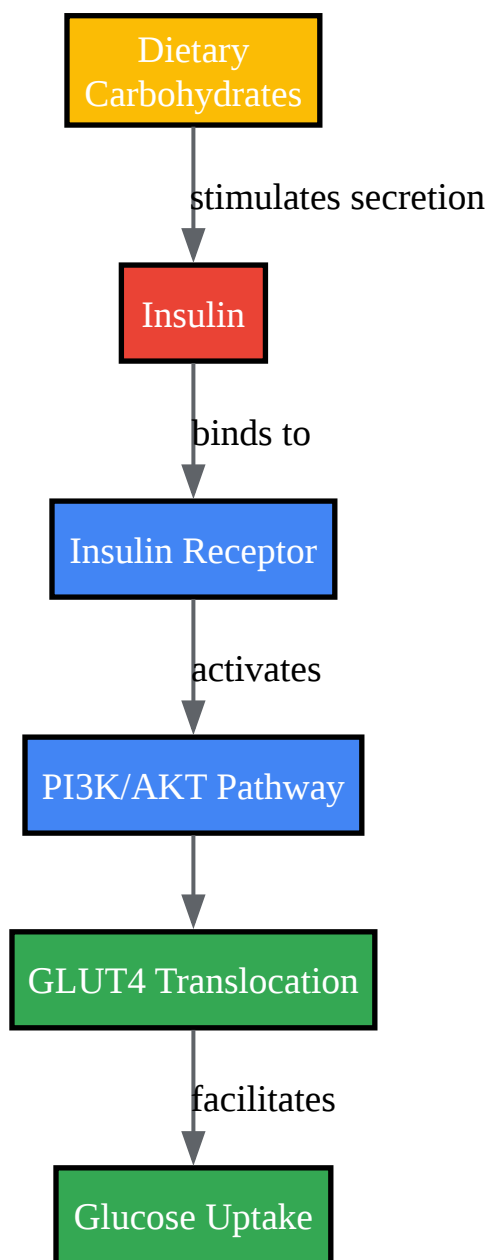 Dietary
Carbohydrates
stimulates secretion
Insulin
binds to
Insulin Receptor
activates
PI3K/AKT Pathway
GLUT4 Translocation
facilitates
Glucose Uptake